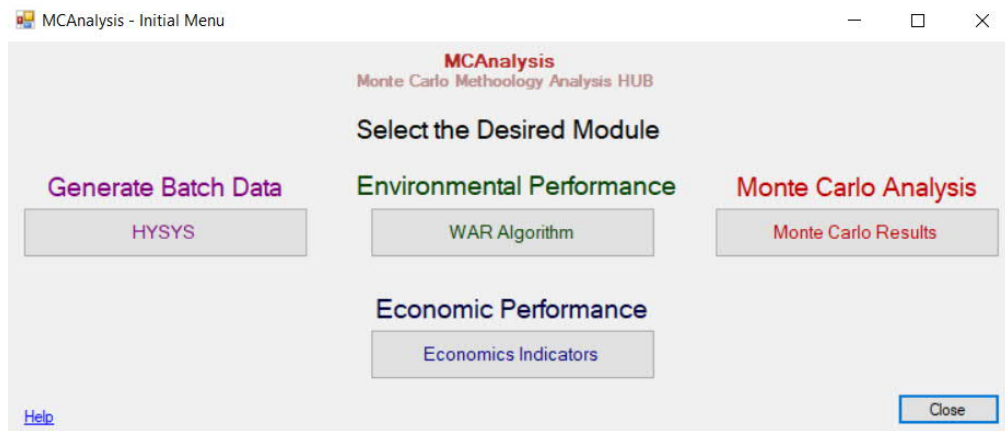 MCAnalysis - Initial Menu
MCAnalysis
Monte Carlo Methoology Analysis HUB
Select the Desired Module
Generate Batch Data
Environmental Performance
Monte Carlo Analysis
HYSYS
WAR Algorithm
Monte Carlo Results
Economic Performance
Economics Indicators
Help
Close